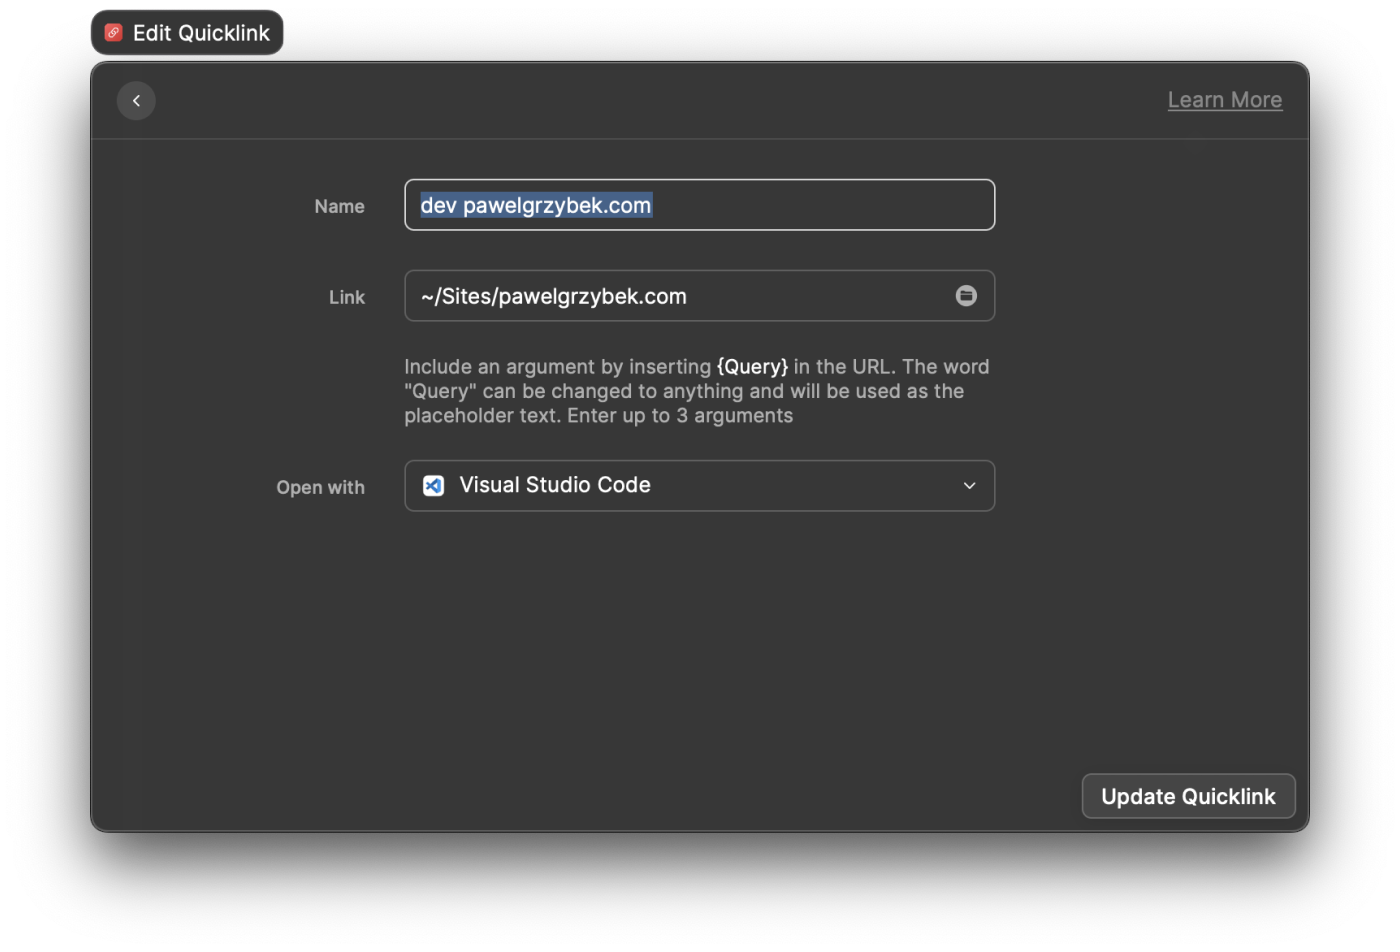 Edit Quicklink
Learn More
Name
dev pawelgrzybek.com
Link
~/Sites/pawelgrzybek.com
Include an argument by inserting {Query} in the URL. The word
"Query" can be changed to anything and will be used as the
placeholder text. Enter up to 3 arguments
Open with
Visual Studio Code
Update Quicklink